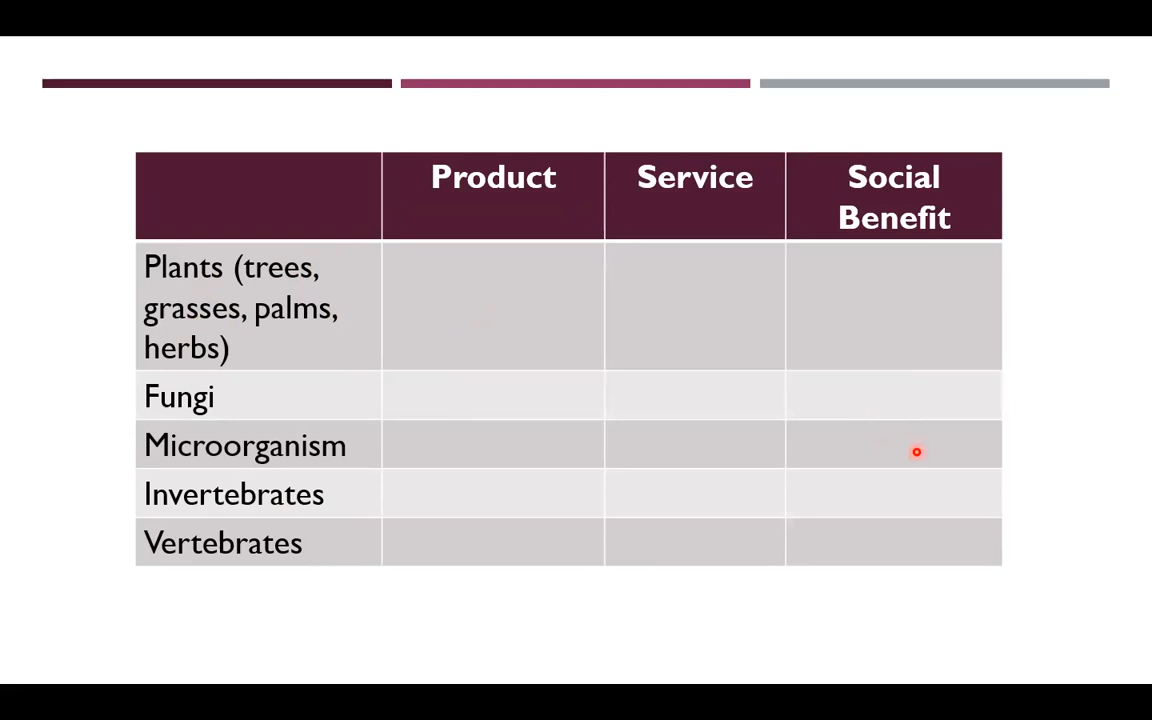 Product
Service
Social
Benefit
Plants (trees,
grasses, palms,
herbs)
Fungi
Microorganism
Invertebrates
Vertebrates